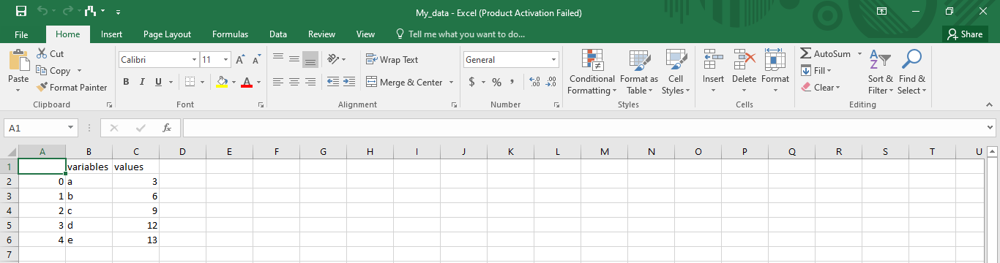 My_data - Excel (Product Activation Failed)
File Home Insert Page Layout Formulas Data Review View Tell me what you want to do... Share
Cut
Copy
Format Painter
Paste
Clipboard
Calibri 11
B I U
Font
Wrap Text
Merge & Center
Alignment
General
$ % ,
Number
Conditional Formatting
Format as Table
Cell Styles
Styles
Insert Delete Format
Cells
AutoSum
Fill
Clear
Sort & Filter
Find & Select
Editing
A1 fx
A B C D E F G H I J K L M N O P Q R S T U
1 variables values
2 0 a 3
3 1 b 6
4 2 c 9
5 3 d 12
6 4 e 13
7